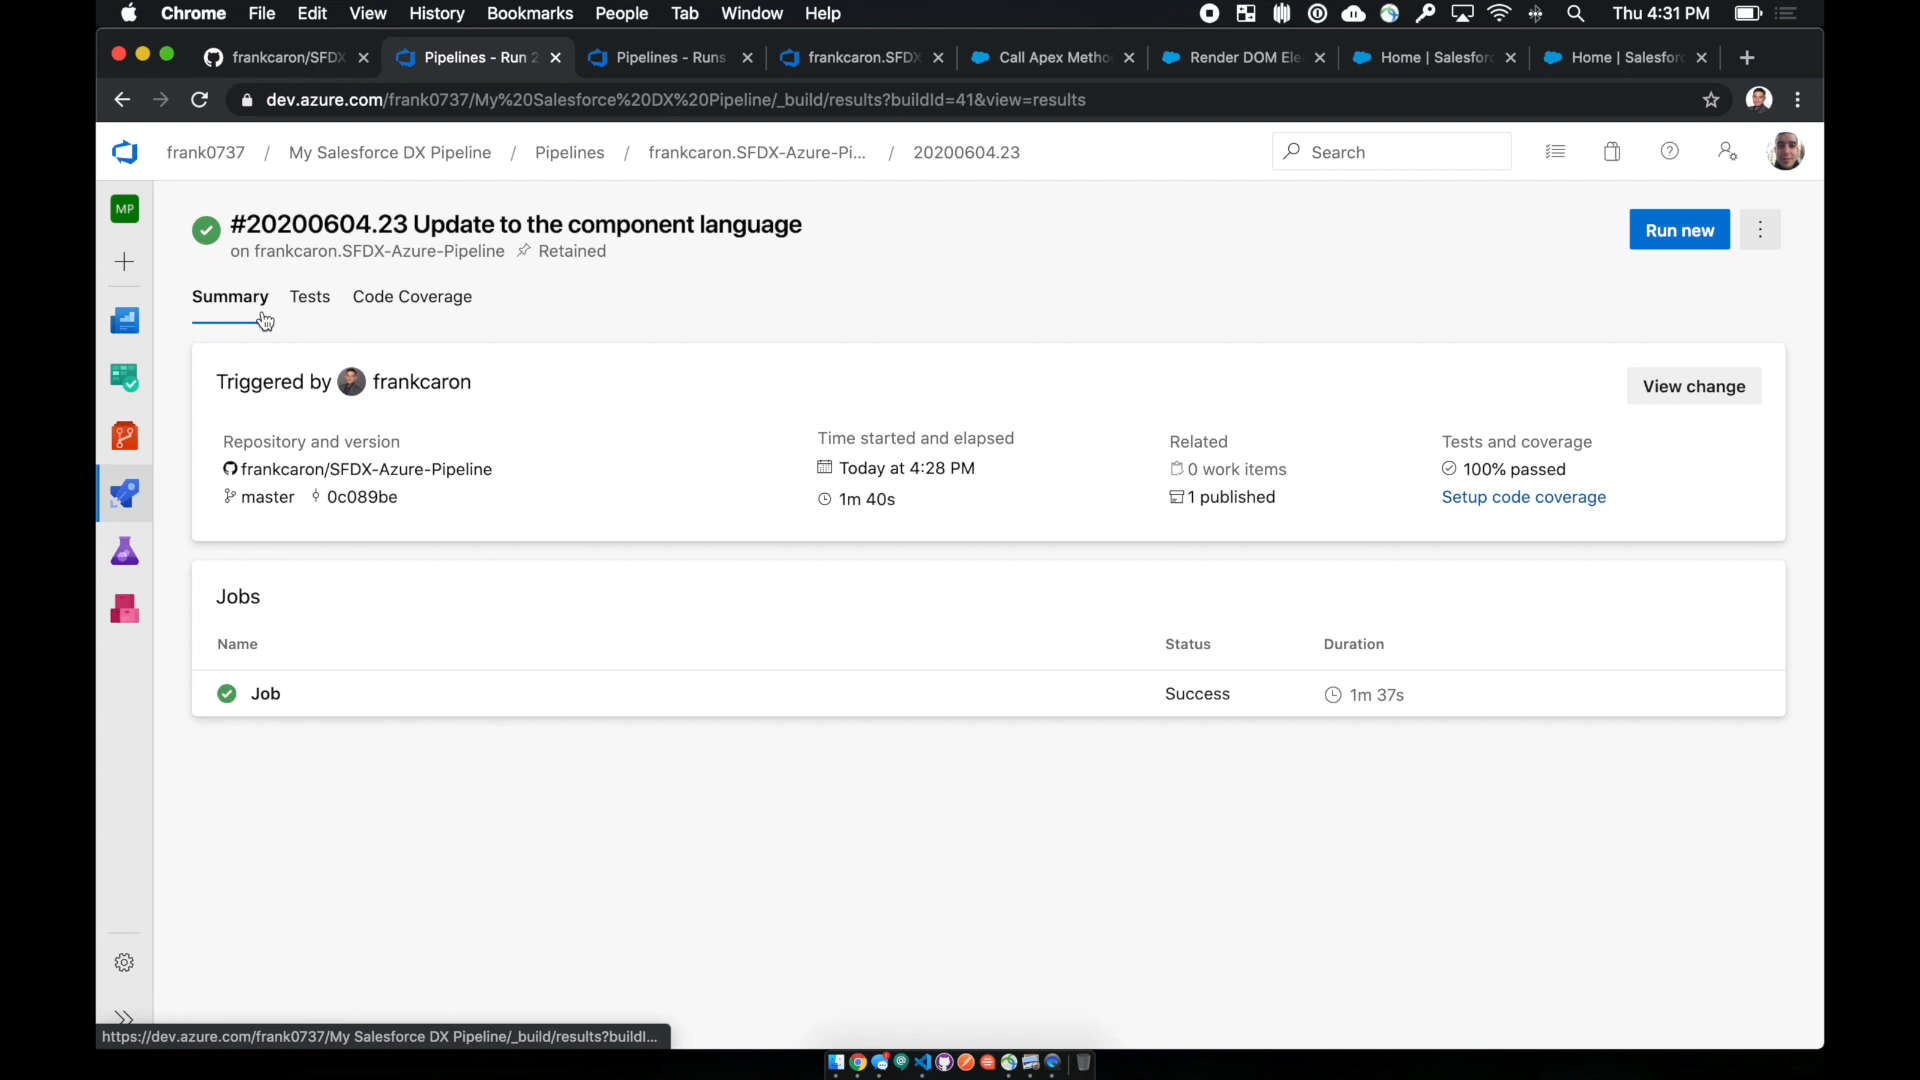 Chrome File Edit View History Bookmarks People Tab Window Help Thu 4:31 PM
frankcaron/SFDX Pipelines - Run 2 Pipelines - Runs frankcaron.SFDX Call Apex Metho Render DOM Ele Home | Salesforc Home | Salesforc
dev.azure.com/frank0737/My%20Salesforce%20DX%20Pipeline/_build/results?buildId=41&view=results
frank0737 / My Salesforce DX Pipeline / Pipelines / frankcaron.SFDX-Azure-Pi... / 20200604.23 Search
MP
#20200604.23 Update to the component language
on frankcaron.SFDX-Azure-Pipeline Retained
Run new
Summary Tests Code Coverage
Triggered by frankcaron
View change
Repository and version
frankcaron/SFDX-Azure-Pipeline
master 0c089be
Time started and elapsed
Today at 4:28 PM
1m 40s
Related
0 work items
1 published
Tests and coverage
100% passed
Setup code coverage
Jobs
Name Status Duration
Job Success 1m 37s
https://dev.azure.com/frank0737/My Salesforce DX Pipeline/_build/results?buildI...